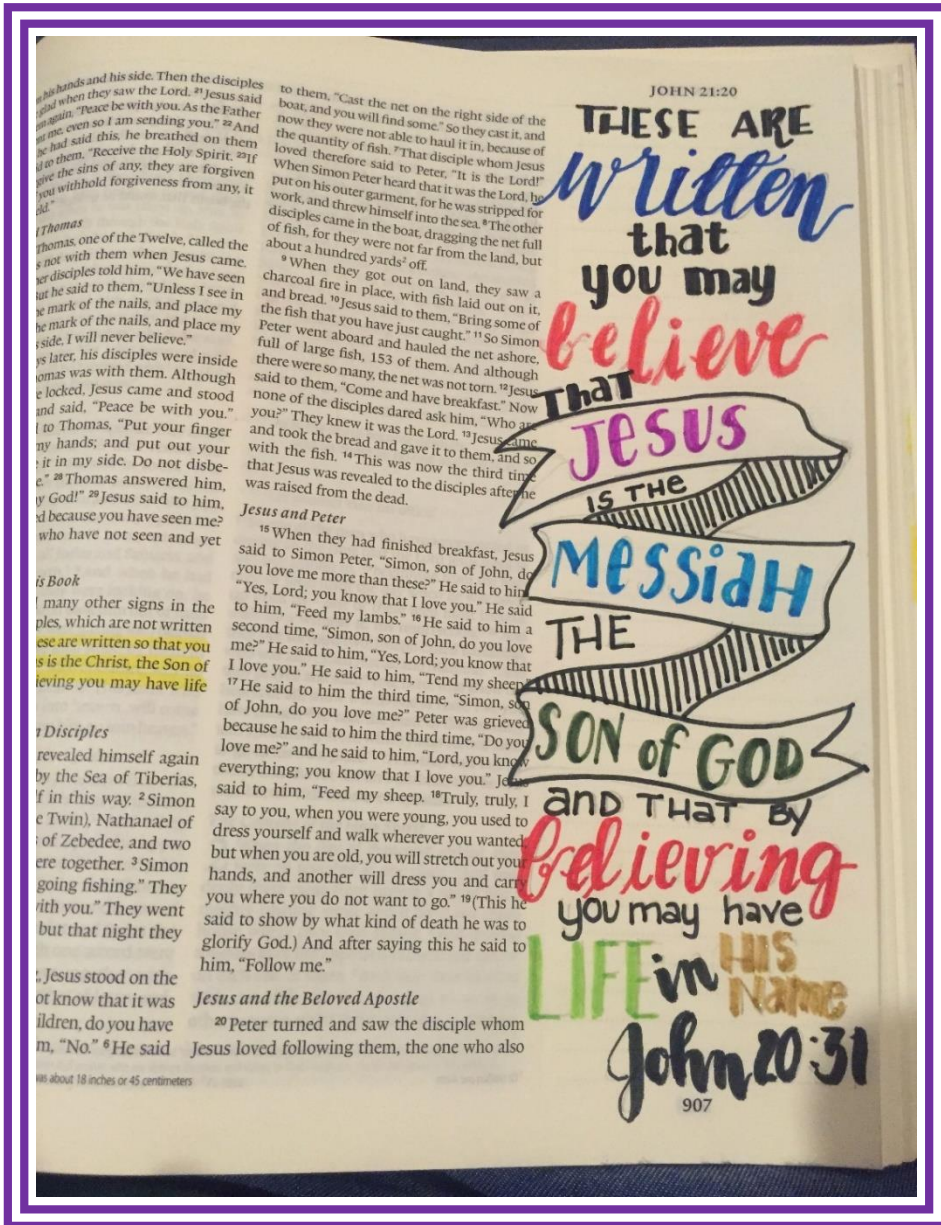 his hands and his side. Then the disciples
glad when they saw the Lord. 21 Jesus said
again, "Peace be with you. As the Father
me, even so I am sending you." 22 And
he had said this, he breathed on them
to them, "Receive the Holy Spirit. 23 If
give the sins of any, they are forgiven
you withhold forgiveness from any, it
Thomas
Thomas, one of the Twelve, called the
not with them when Jesus came.
disciples told him, "We have seen
he said to them, "Unless I see in
mark of the nails, and place my
mark of the nails, and place my
side, I will never believe."
later, his disciples were inside
was with them. Although
locked, Jesus came and stood
and said, "Peace be with you."
to Thomas, "Put your finger
my hands; and put out your
it in my side. Do not disbe-
28 Thomas answered him,
God!" 29 Jesus said to him,
because you have seen me?
who have not seen and yet
is Book
many other signs in the
which are not written
ese are written so that you
is the Christ, the Son of
ieving you may have life
Disciples
revealed himself again
by the Sea of Tiberias,
in this way. 2 Simon
Twin), Nathanael of
of Zebedee, and two
ere together. 3 Simon
going fishing." They
with you." They went
but that night they
Jesus stood on the
ot know that it was
ildren, do you have
m, "No." 6 He said
was about 18 inches or 45 centimeters
to them, "Cast the net on the right side of the
boat, and you will find some." So they cast it, and
now they were not able to haul it in, because of
the quantity of fish. 7 That disciple whom Jesus
loved therefore said to Peter, "It is the Lord!"
When Simon Peter heard that it was the Lord, he
put on his outer garment, for he was stripped for
work, and threw himself into the sea. 8 The other
disciples came in the boat, dragging the net full
of fish, for they were not far from the land, but
about a hundred yards2 off.
9 When they got out on land, they saw a
charcoal fire in place, with fish laid out on it,
and bread. 10 Jesus said to them, "Bring some of
the fish that you have just caught." 11 So Simon
Peter went aboard and hauled the net ashore,
full of large fish, 153 of them. And although
there were so many, the net was not torn. 12 Jesus
said to them, "Come and have breakfast." Now
none of the disciples dared ask him, "Who are
you?" They knew it was the Lord. 13 Jesus came
and took the bread and gave it to them, and so
with the fish. 14 This was now the third time
that Jesus was revealed to the disciples after he
was raised from the dead.
Jesus and Peter
15 When they had finished breakfast, Jesus
said to Simon Peter, "Simon, son of John, do
you love me more than these?" He said to him,
"Yes, Lord; you know that I love you." He said
to him, "Feed my lambs." 16 He said to him a
second time, "Simon, son of John, do you love
me?" He said to him, "Yes, Lord; you know that
I love you." He said to him, "Tend my sheep."
17 He said to him the third time, "Simon, son
of John, do you love me?" Peter was grieved
because he said to him the third time, "Do you
love me?" and he said to him, "Lord, you know
everything; you know that I love you." Jesus
said to him, "Feed my sheep. 18 Truly, truly, I
say to you, when you were young, you used to
dress yourself and walk wherever you wanted,
but when you are old, you will stretch out your
hands, and another will dress you and carry
you where you do not want to go." 19 (This he
said to show by what kind of death he was to
glorify God.) And after saying this he said to
him, "Follow me."
Jesus and the Beloved Apostle
20 Peter turned and saw the disciple whom
Jesus loved following them, the one who also
JOHN 21:20
THESE ARE
written
that
you may
believe
THAT
JESUS
IS THE
MESSIAH
THE
SON of GOD
AND THAT BY
believing
you may have
LIFE in HIS
NAME
John 20:31
907